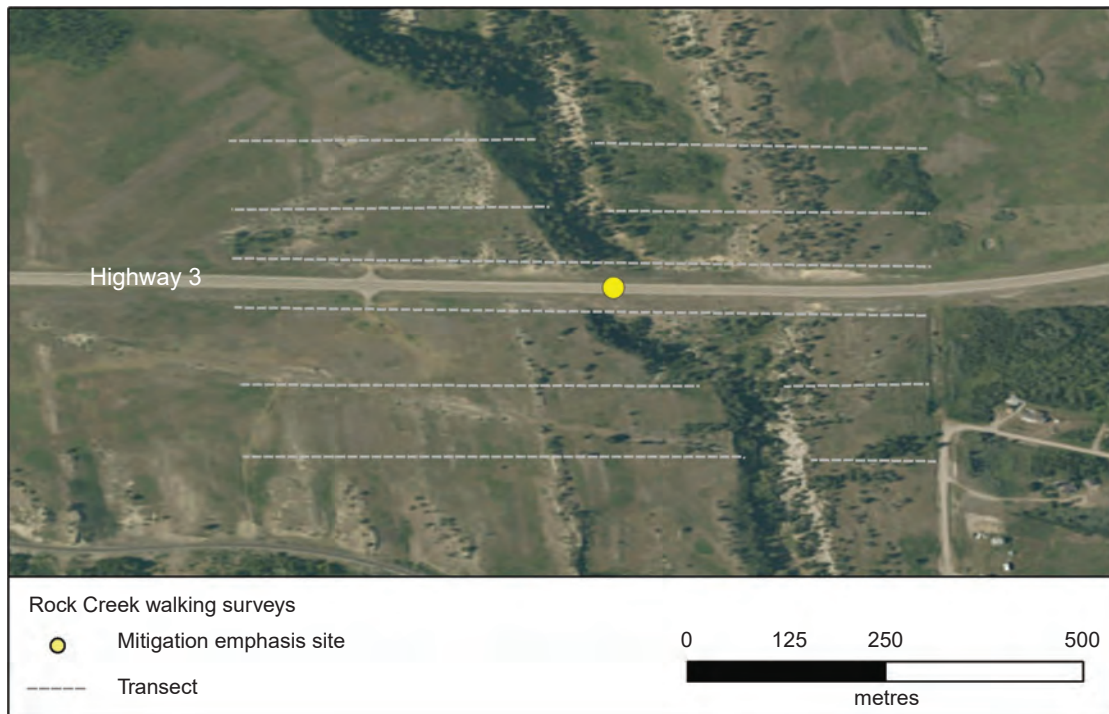 Highway 3
Rock Creek walking surveys
Mitigation emphasis site
Transect
0 125 250 500
metres